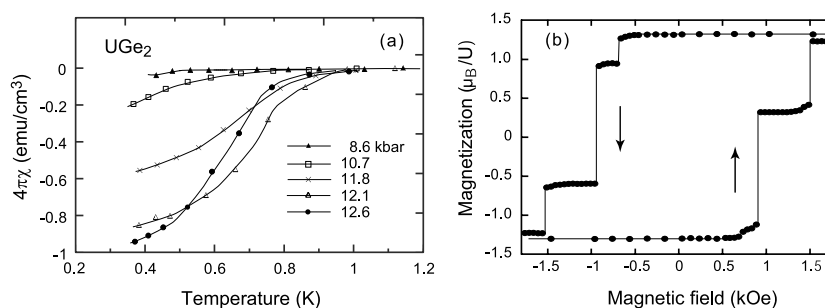 UGe2
(a)
0
-0.2
-0.4
-0.6
-0.8
-1
4πχ (emu/cm³)
8.6 kbar
10.7
11.8
12.1
12.6
0.2 0.4 0.6 0.8 1 1.2
Temperature (K)
(b)
1.5
1.0
0.5
0
-0.5
-1.0
-1.5
Magnetization (μB/U)
-1.5 -1 -0.5 0 0.5 1 1.5
Magnetic field (kOe)